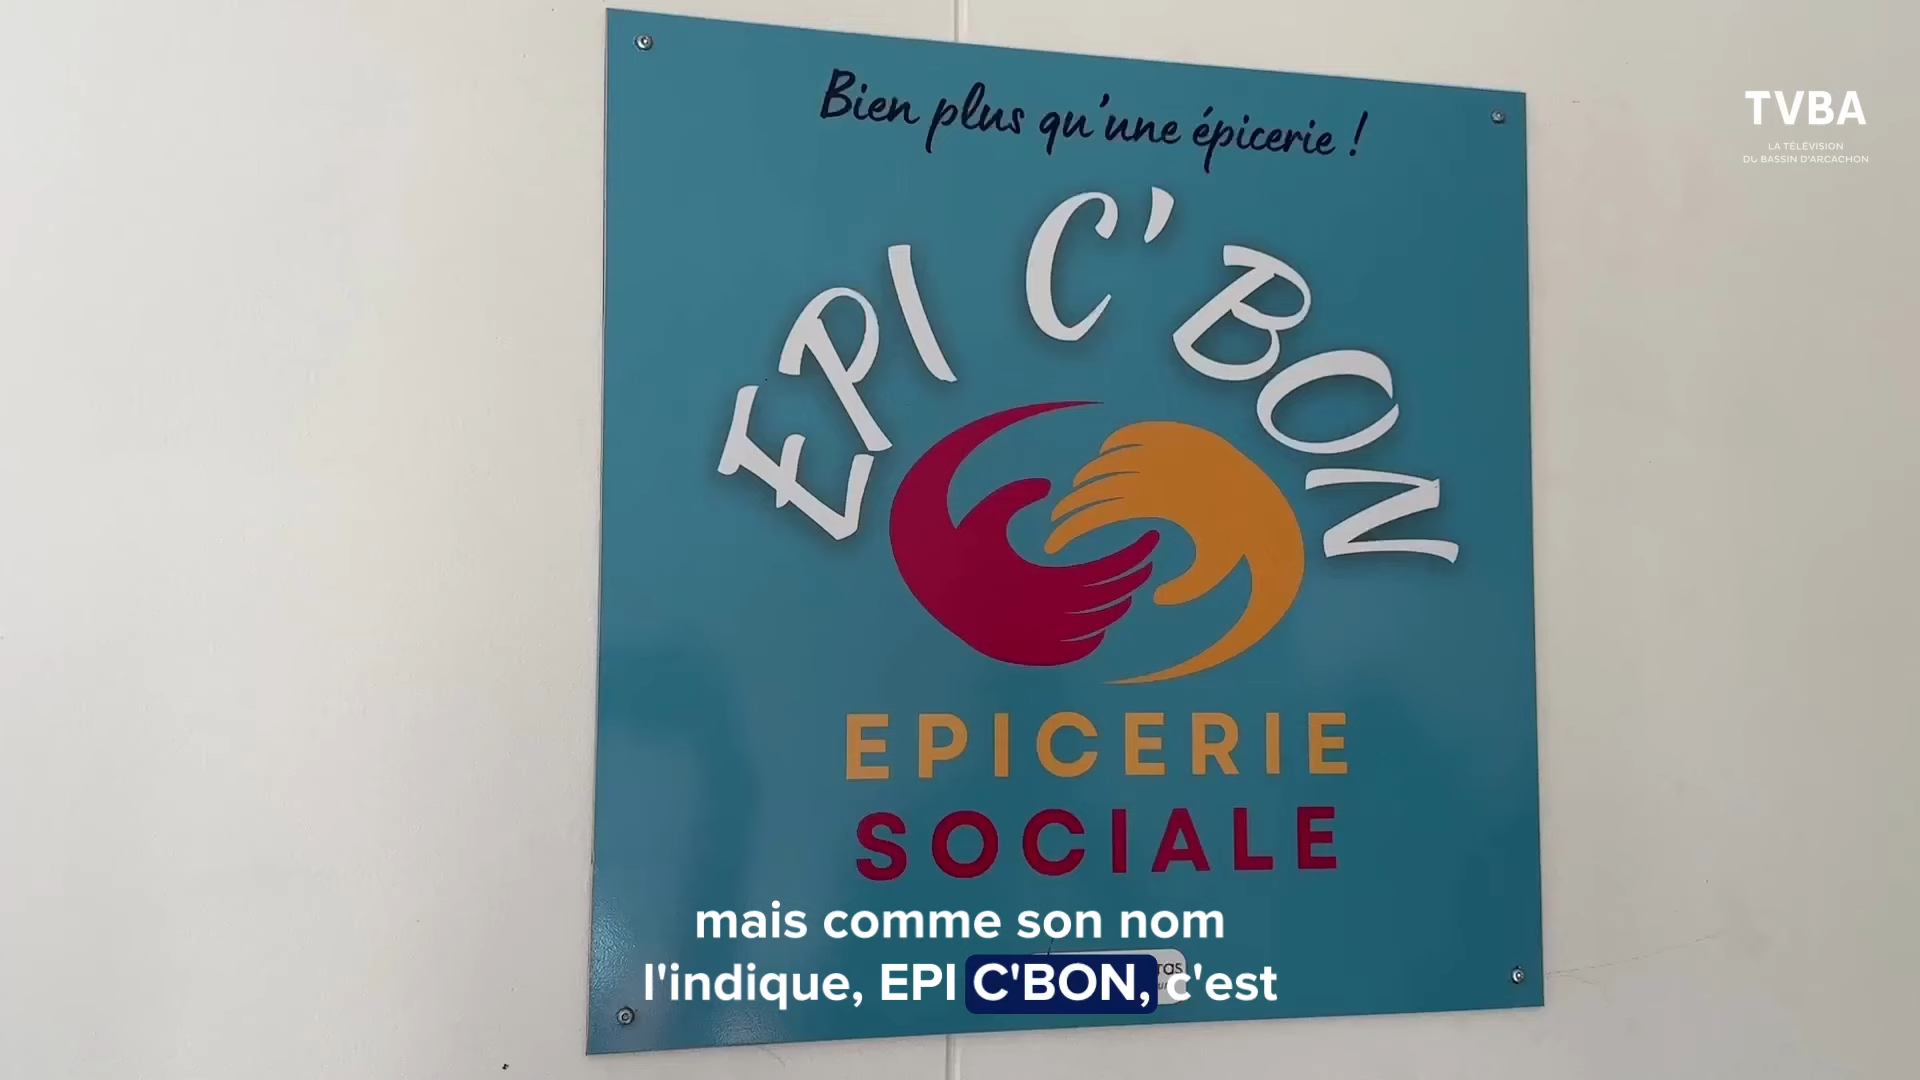 Bien plus qu'une épicerie !
EPI C'BON
EPICERIE
SOCIALE
TVBA
LA TÉLÉVISION
DU BASSIN D'ARCACHON
mais comme son nom
l'indique, EPI C'BON, c'est